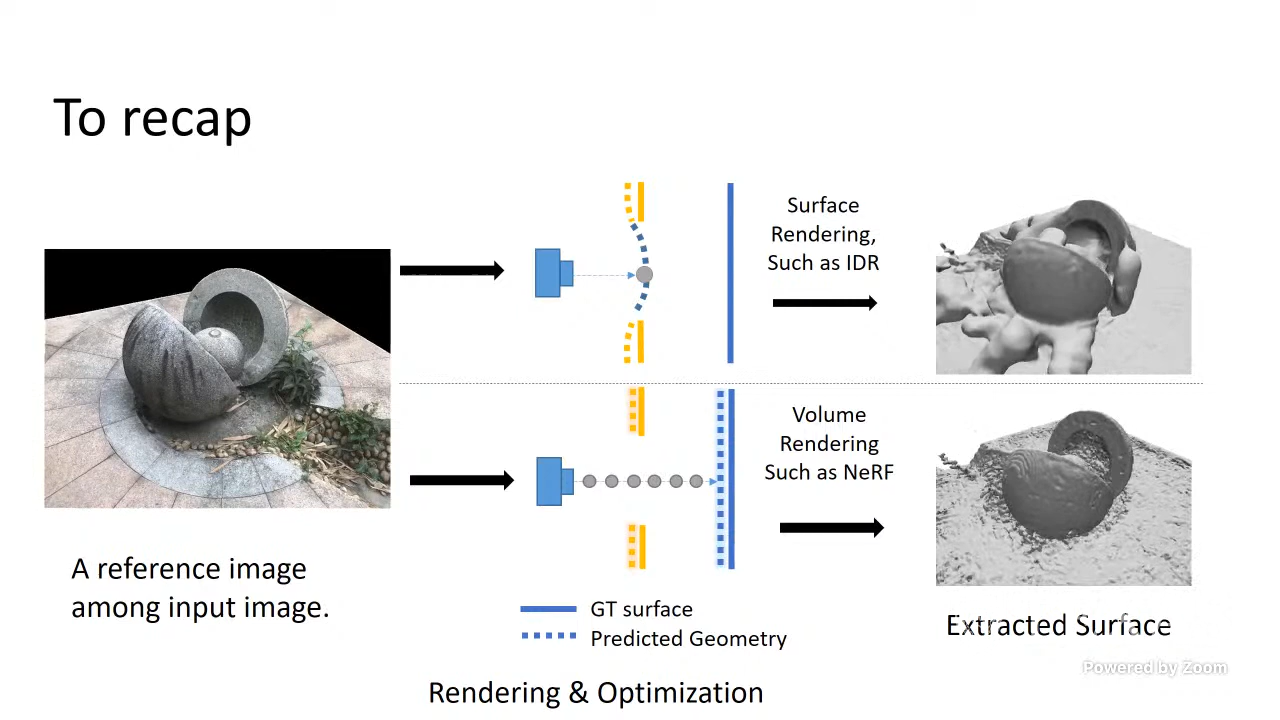 To recap
Surface
Rendering,
Such as IDR
Volume
Rendering
Such as NeRF
A reference image
among input image.
GT surface
Predicted Geometry
Extracted Surface
Powered by Zoom
Rendering & Optimization